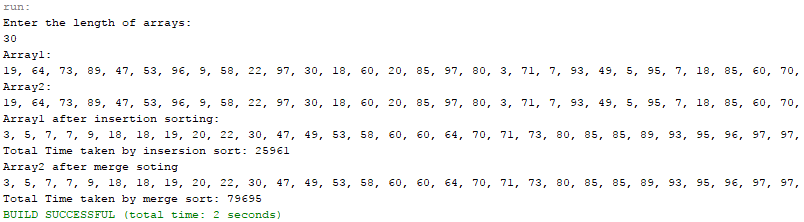 run:
Enter the length of arrays:
30
Array1:
19, 64, 73, 89, 47, 53, 96, 9, 58, 22, 97, 30, 18, 60, 20, 85, 97, 80, 3, 71, 7, 93, 49, 5, 95, 7, 18, 85, 60, 70,
Array2:
19, 64, 73, 89, 47, 53, 96, 9, 58, 22, 97, 30, 18, 60, 20, 85, 97, 80, 3, 71, 7, 93, 49, 5, 95, 7, 18, 85, 60, 70,
Array1 after insertion sorting:
3, 5, 7, 7, 9, 18, 18, 19, 20, 22, 30, 47, 49, 53, 58, 60, 60, 64, 70, 71, 73, 80, 85, 85, 89, 93, 95, 96, 97, 97,
Total Time taken by insersion sort: 25961
Array2 after merge soting
3, 5, 7, 7, 9, 18, 18, 19, 20, 22, 30, 47, 49, 53, 58, 60, 60, 64, 70, 71, 73, 80, 85, 85, 89, 93, 95, 96, 97, 97,
Total Time taken by merge sort: 79695
BUILD SUCCESSFUL (total time: 2 seconds)